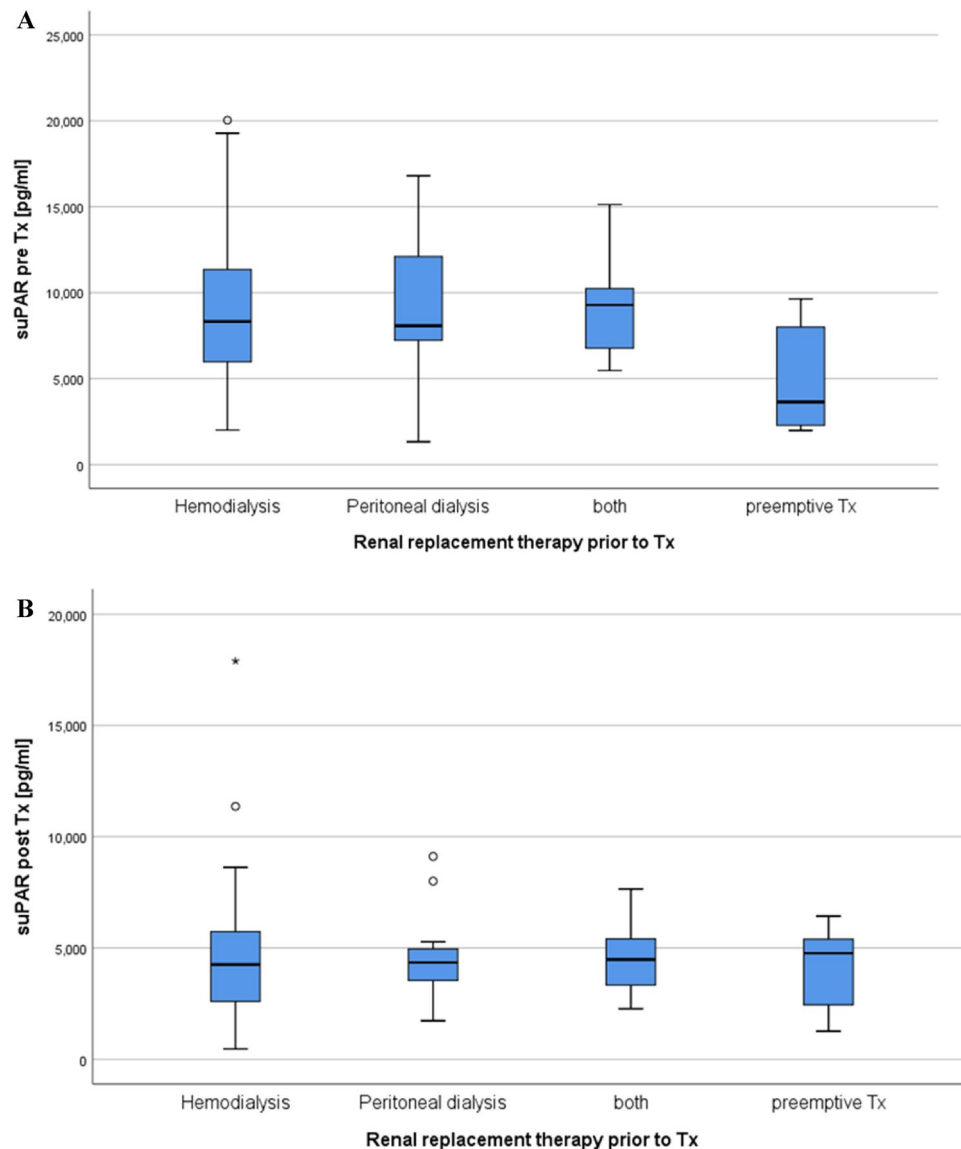 A
25,000
20,000
15,000
10,000
5,000
0
suPAR pre Tx [pg/ml]
Hemodialysis Peritoneal dialysis both preemptive Tx
Renal replacement therapy prior to Tx
B
20,000
15,000
10,000
5,000
0
suPAR post Tx [pg/ml]
Hemodialysis Peritoneal dialysis both preemptive Tx
Renal replacement therapy prior to Tx